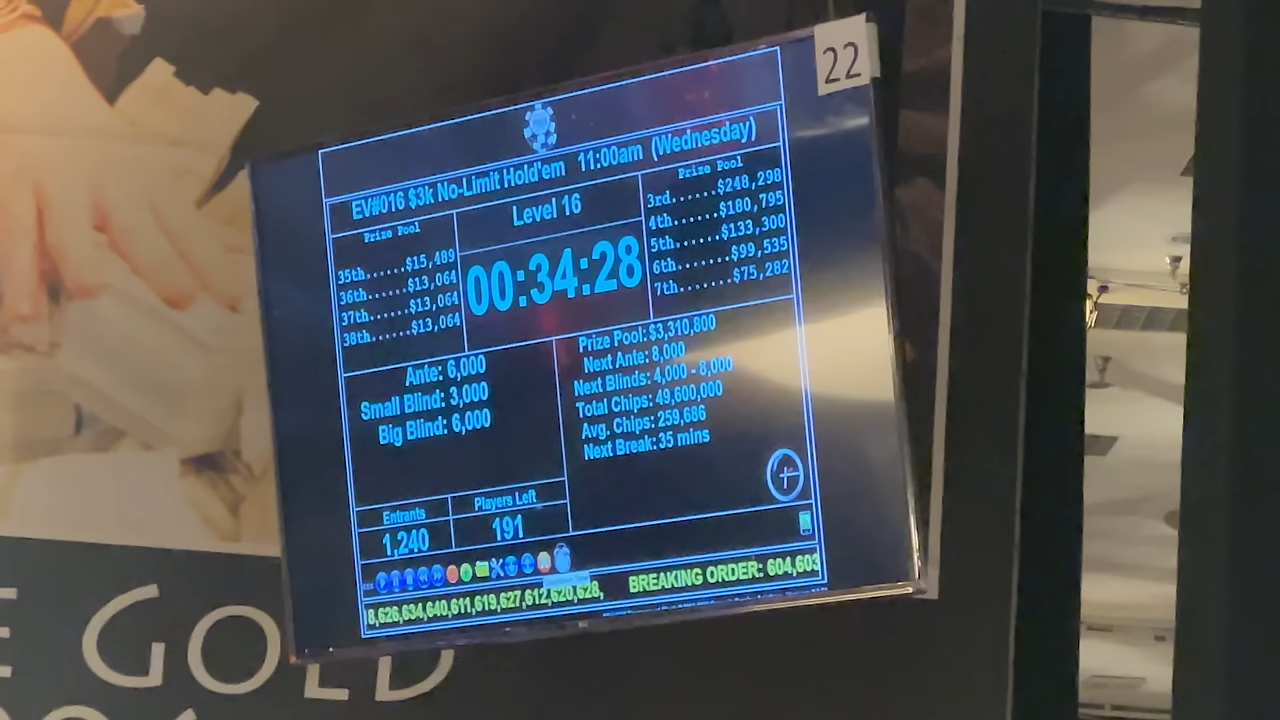 22
EV#016 $3k No-Limit Hold'em 11:00am (Wednesday)
Prize Pool
35th......$15,489
36th......$13,064
37th......$13,064
38th......$13,064
Level 16
00:34:28
Prize Pool
3rd......$248,298
4th......$180,795
5th......$133,300
6th.......$99,535
7th.......$75,282
Ante: 6,000
Small Blind: 3,000
Big Blind: 6,000
Prize Pool: $3,310,800
Next Ante: 8,000
Next Blinds: 4,000 - 8,000
Total Chips: 49,600,000
Avg. Chips: 259,686
Next Break: 35 mins
Entrants
1,240
Players Left
191
8,626,634,640,611,619,627,612,620,628, BREAKING ORDER: 604,603
E GOLD